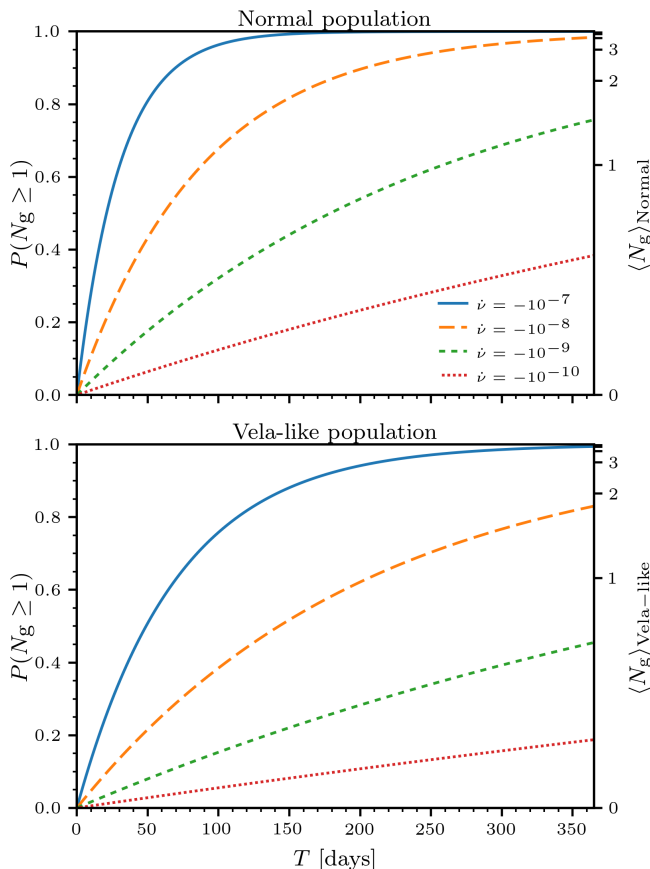 Normal population
1.0
0.8
0.6
0.4
0.2
0.0
P(N_g ≥ 1)
3
2
1
0
⟨N_g⟩_Normal
ν̇ = −10⁻⁷
ν̇ = −10⁻⁸
ν̇ = −10⁻⁹
ν̇ = −10⁻¹⁰
Vela-like population
1.0
0.8
0.6
0.4
0.2
0.0
P(N_g ≥ 1)
3
2
1
0
⟨N_g⟩_Vela−like
0 50 100 150 200 250 300 350
T [days]